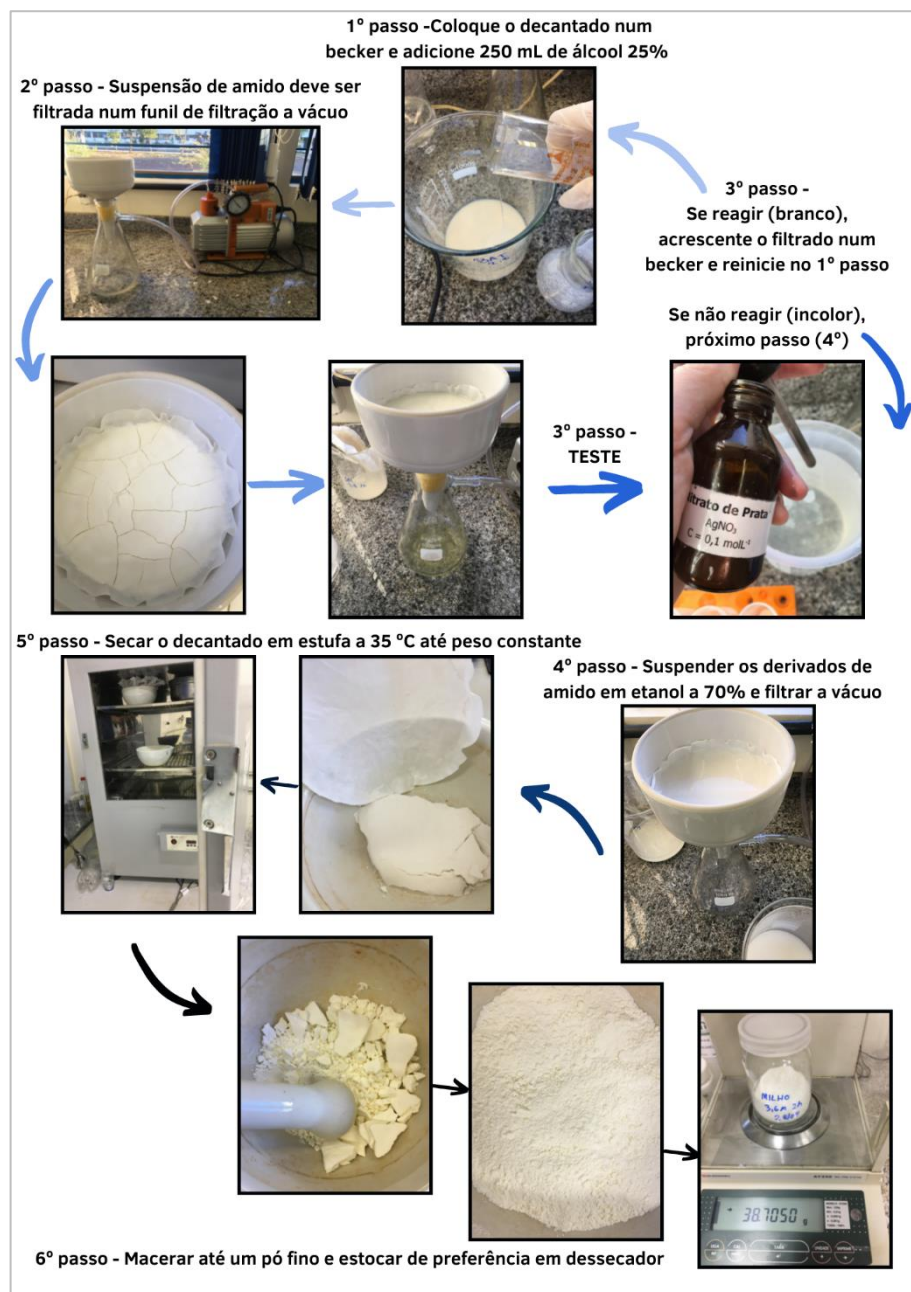 1º passo -Coloque o decantado num
becker e adicione 250 mL de álcool 25%
2º passo - Suspensão de amido deve ser
filtrada num funil de filtração a vácuo
3º passo -
Se reagir (branco),
acrescente o filtrado num
becker e reinicie no 1º passo
Se não reagir (incolor),
próximo passo (4º)
3º passo -
TESTE
itrato de Prata
AgNO₃
C = 0,1 molL⁻¹
5º passo - Secar o decantado em estufa a 35 ºC até peso constante
4º passo - Suspender os derivados de
amido em etanol a 70% e filtrar a vácuo
MILHO
38.7050 g
6º passo - Macerar até um pó fino e estocar de preferência em dessecador